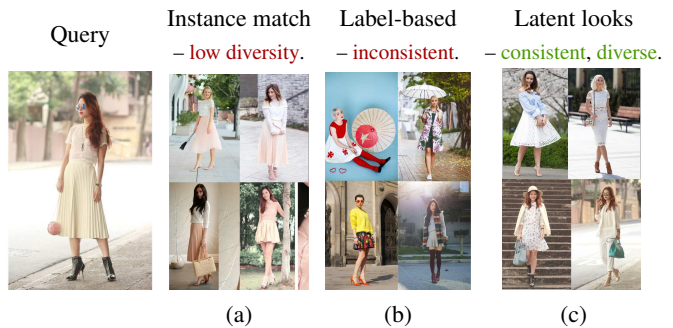 Query
Instance match
– low diversity.
Label-based
– inconsistent.
Latent looks
– consistent, diverse.
(a)
(b)
(c)